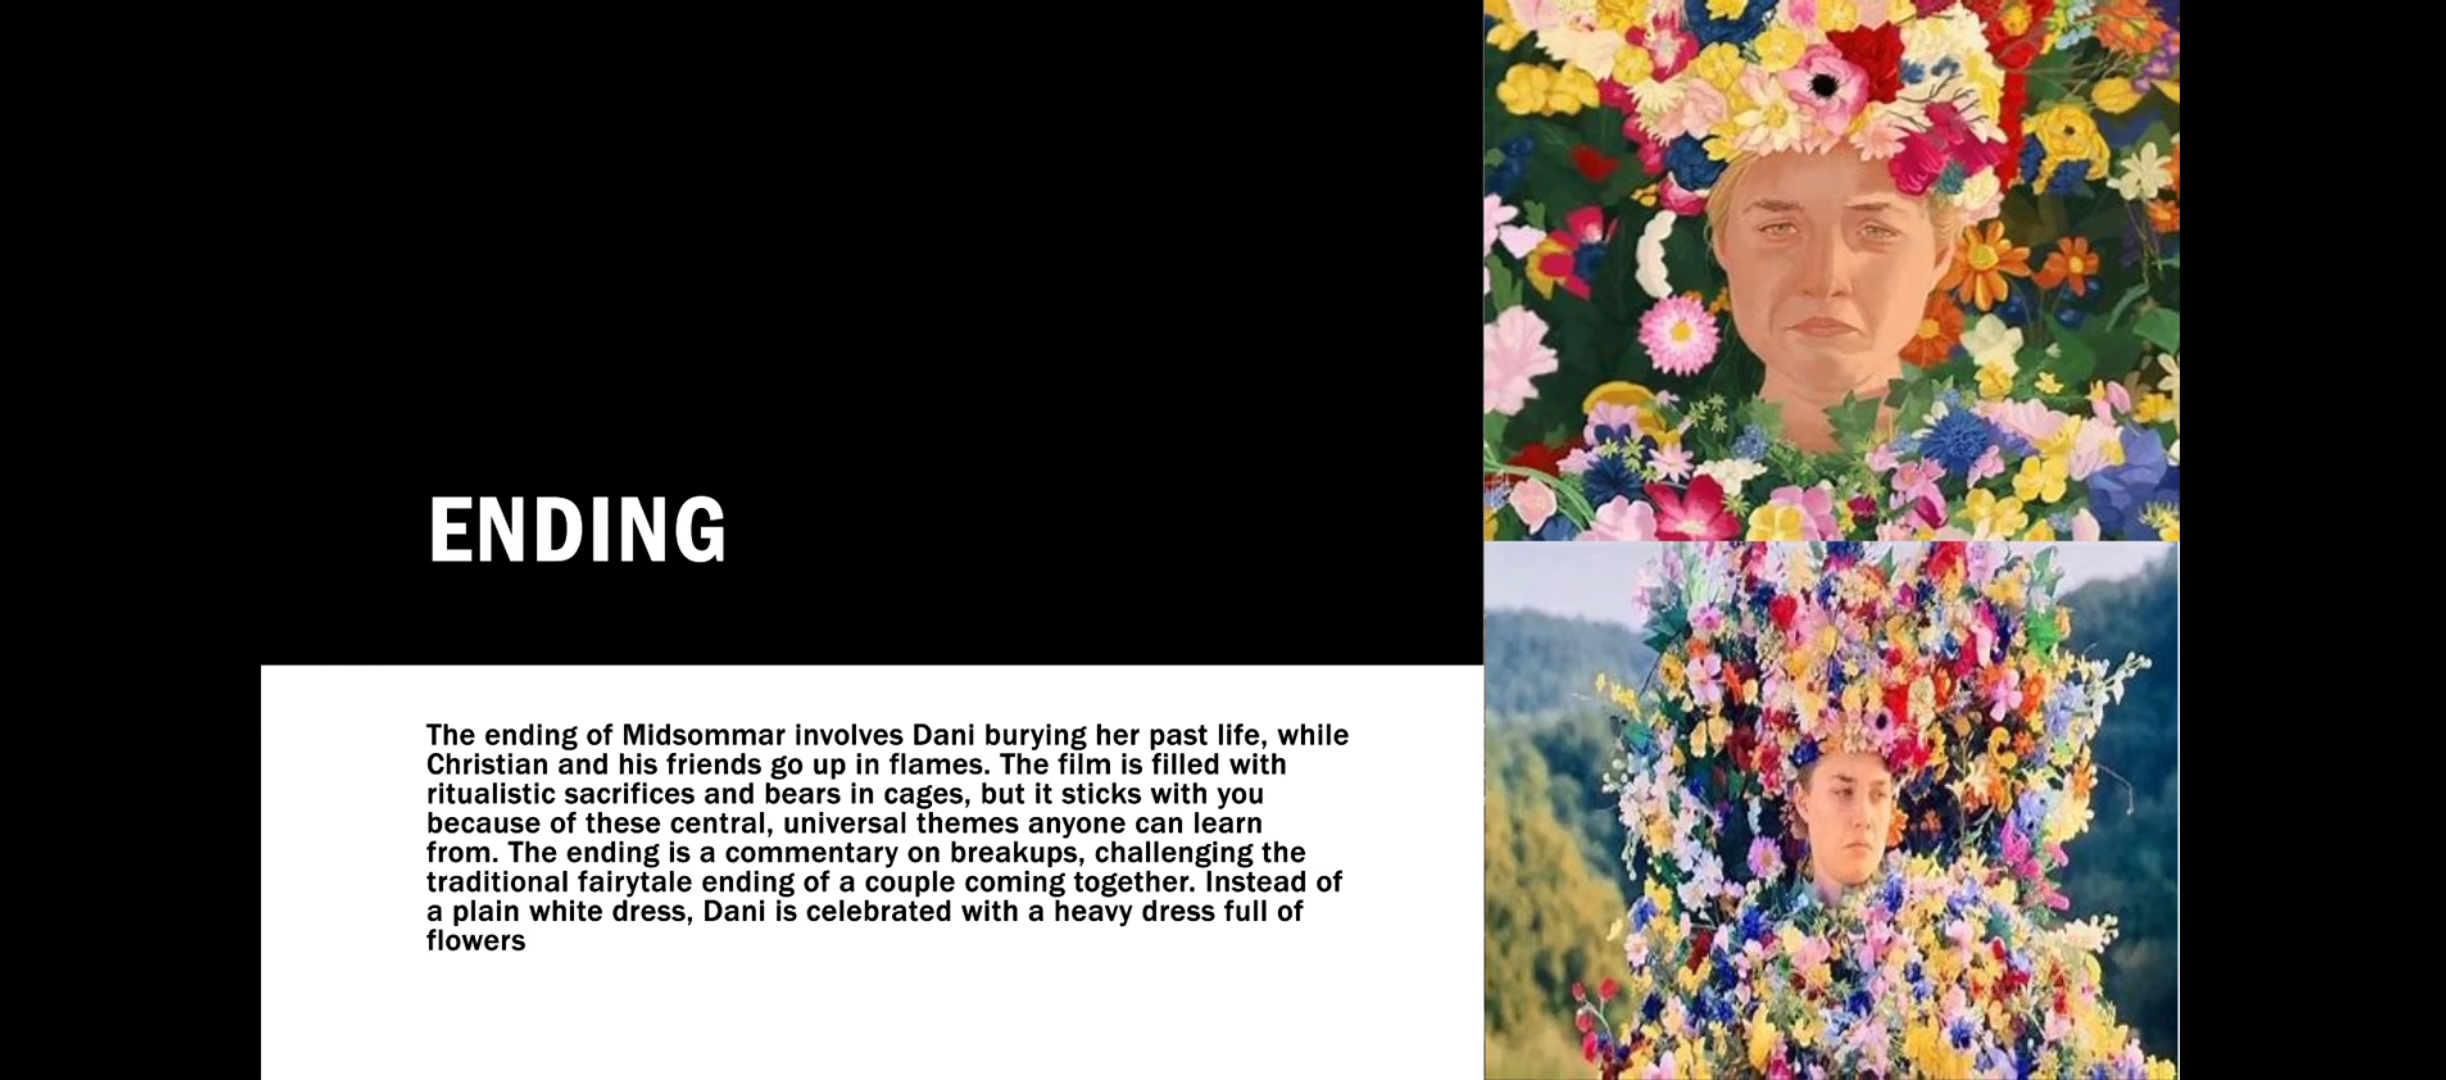 ENDING
The ending of Midsommar involves Dani burying her past life, while
Christian and his friends go up in flames. The film is filled with
ritualistic sacrifices and bears in cages, but it sticks with you
because of these central, universal themes anyone can learn
from. The ending is a commentary on breakups, challenging the
traditional fairytale ending of a couple coming together. Instead of
a plain white dress, Dani is celebrated with a heavy dress full of
flowers